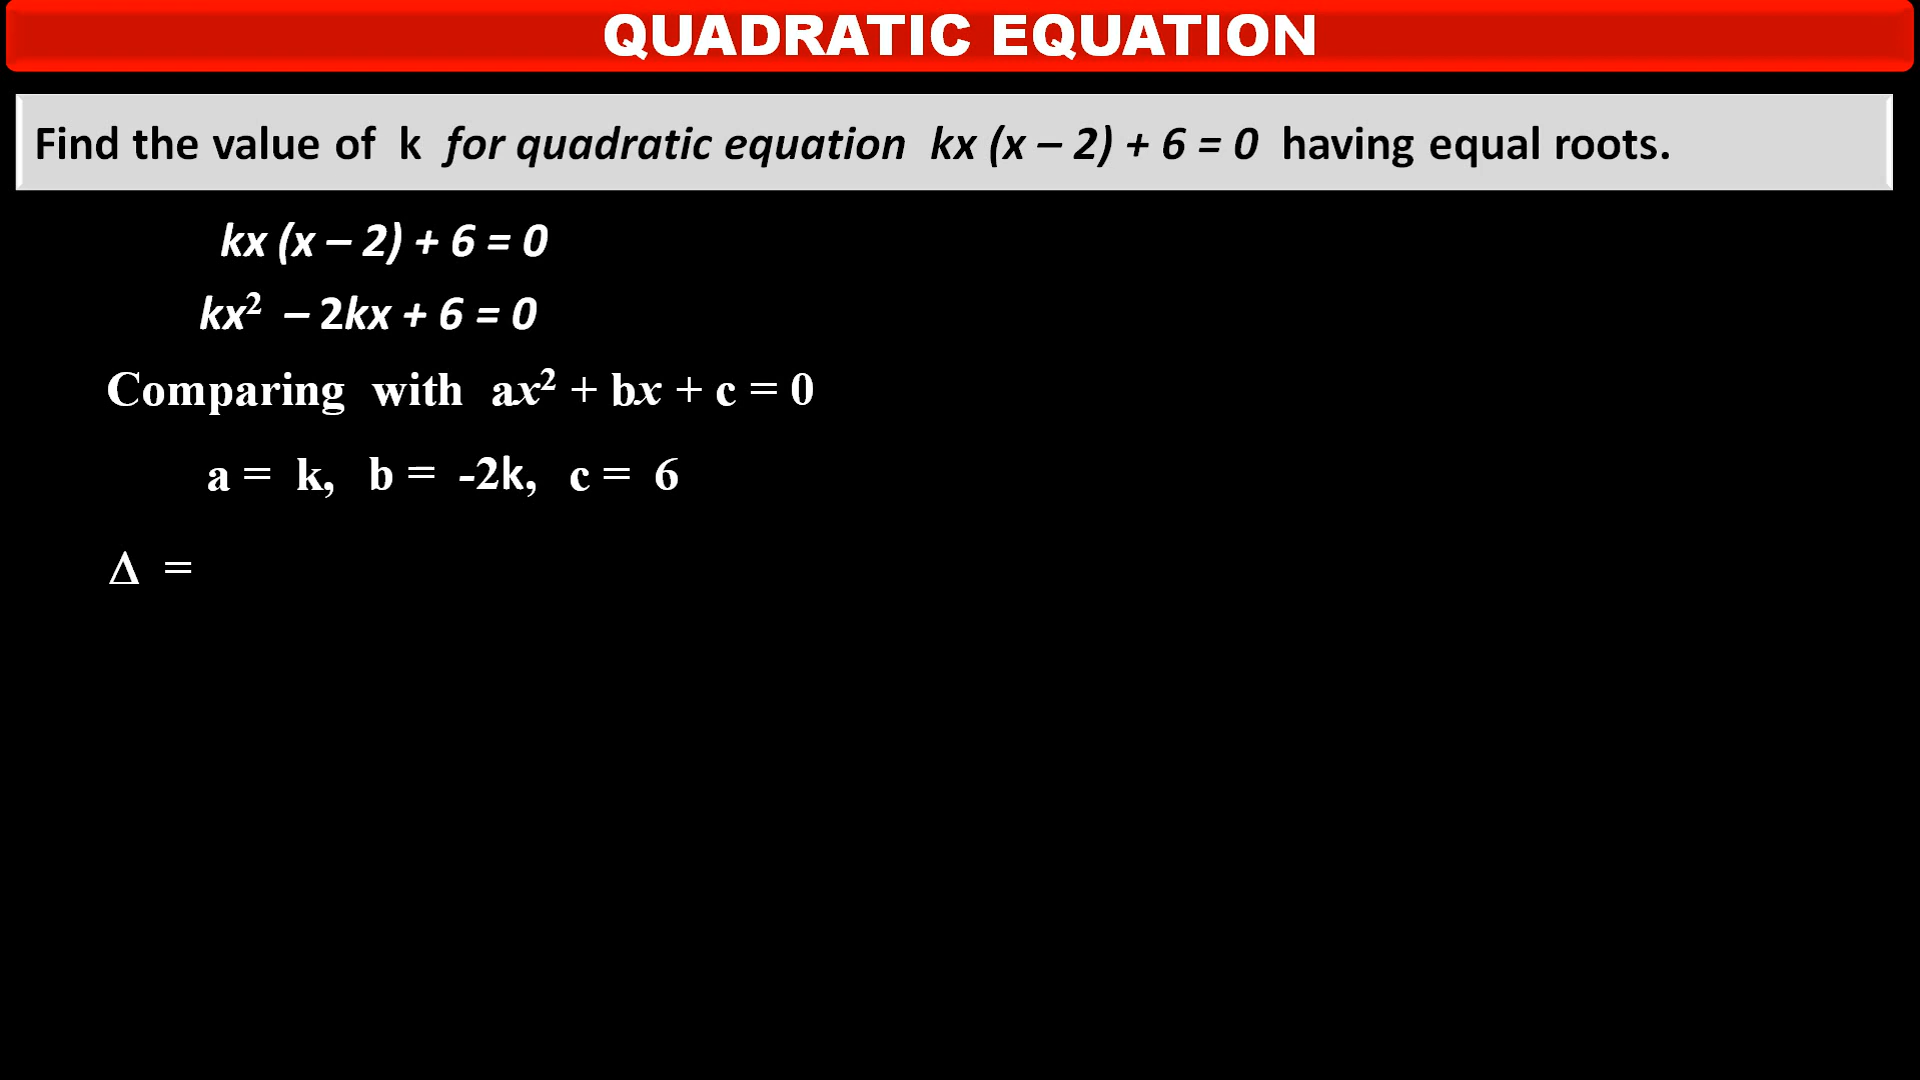 QUADRATIC EQUATION
Find the value of k for quadratic equation kx (x – 2) + 6 = 0 having equal roots.
kx (x – 2) + 6 = 0
kx² – 2kx + 6 = 0
Comparing with ax² + bx + c = 0
a = k, b = -2k, c = 6
Δ =